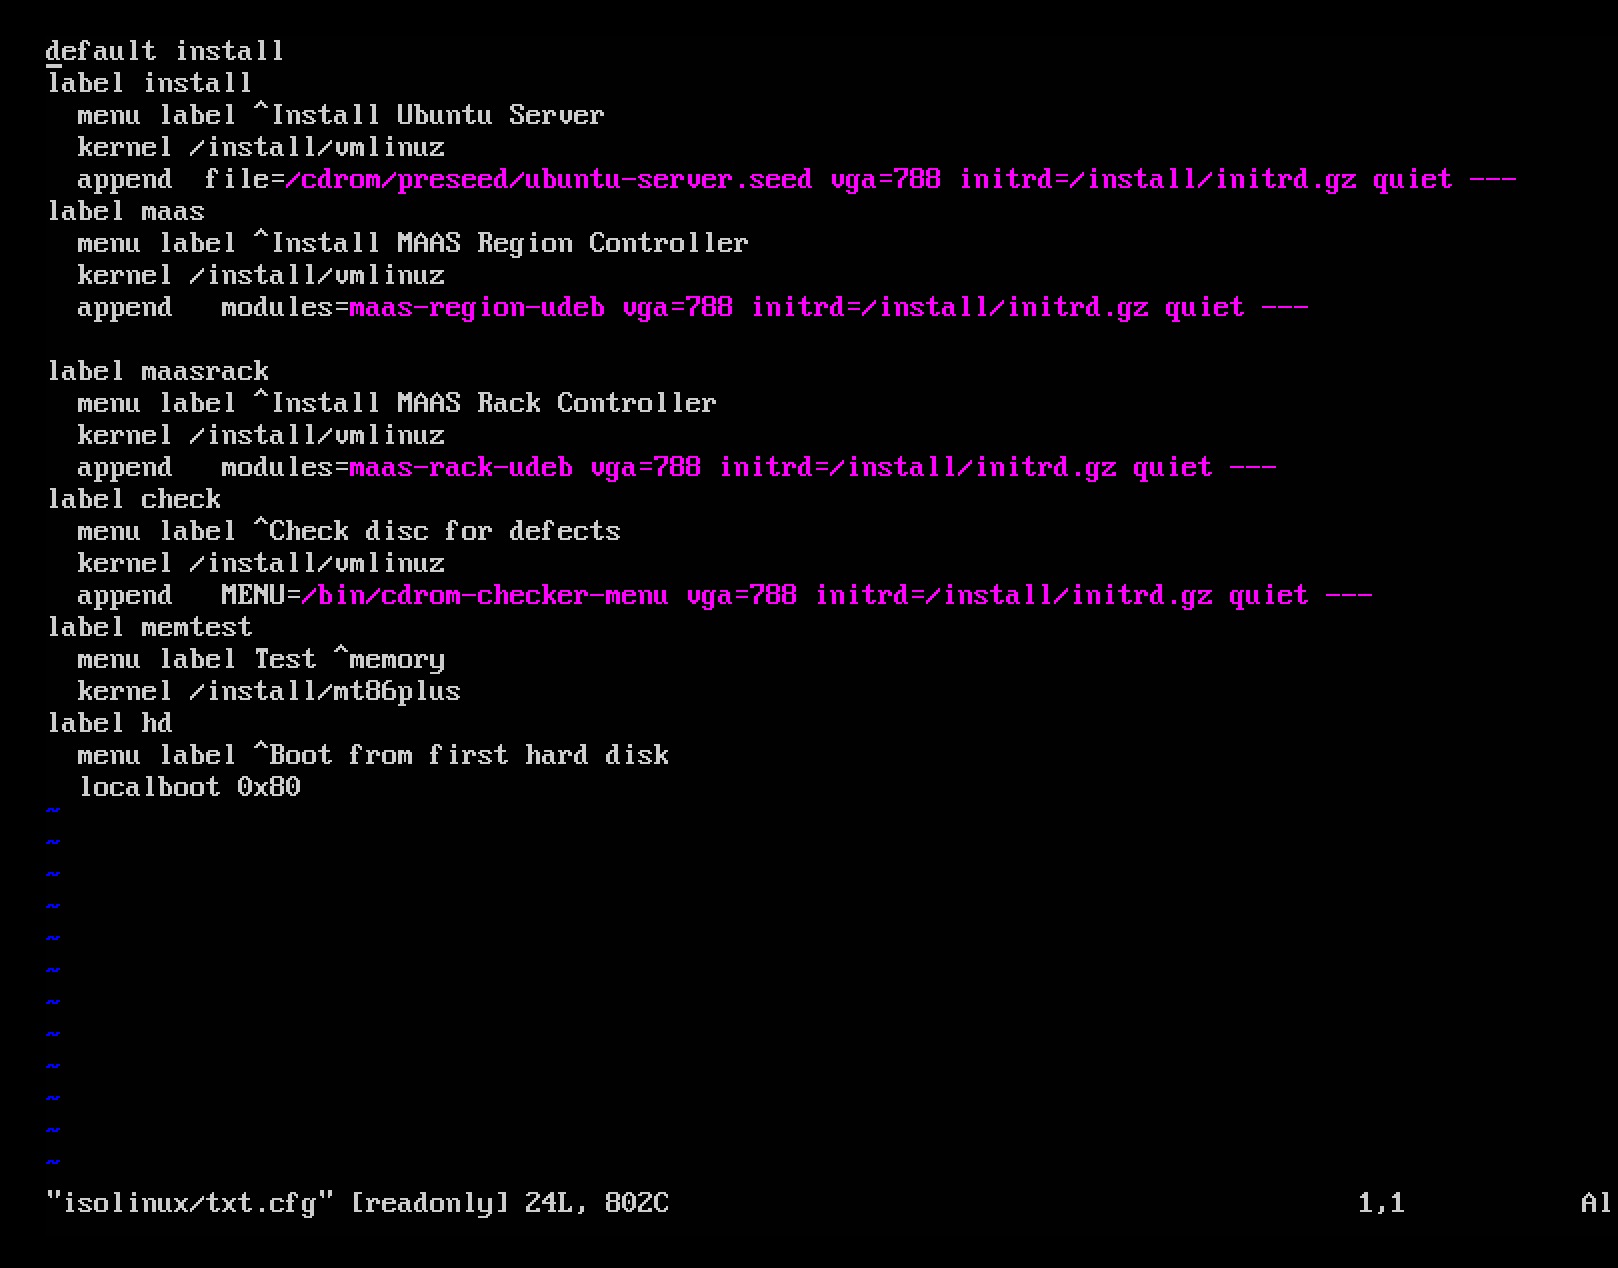 default install
label install
  menu label ^Install Ubuntu Server
  kernel /install/vmlinuz
  append  file=/cdrom/preseed/ubuntu-server.seed vga=788 initrd=/install/initrd.gz quiet ---
label maas
  menu label ^Install MAAS Region Controller
  kernel /install/vmlinuz
  append   modules=maas-region-udeb vga=788 initrd=/install/initrd.gz quiet ---

label maasrack
  menu label ^Install MAAS Rack Controller
  kernel /install/vmlinuz
  append   modules=maas-rack-udeb vga=788 initrd=/install/initrd.gz quiet ---
label check
  menu label ^Check disc for defects
  kernel /install/vmlinuz
  append   MENU=/bin/cdrom-checker-menu vga=788 initrd=/install/initrd.gz quiet ---
label memtest
  menu label Test ^memory
  kernel /install/mt86plus
label hd
  menu label ^Boot from first hard disk
  localboot 0x80
~
~
~
~
~
~
~
~
~
~
~
~
"isolinux/txt.cfg" [readonly] 24L, 802C 1,1 Al